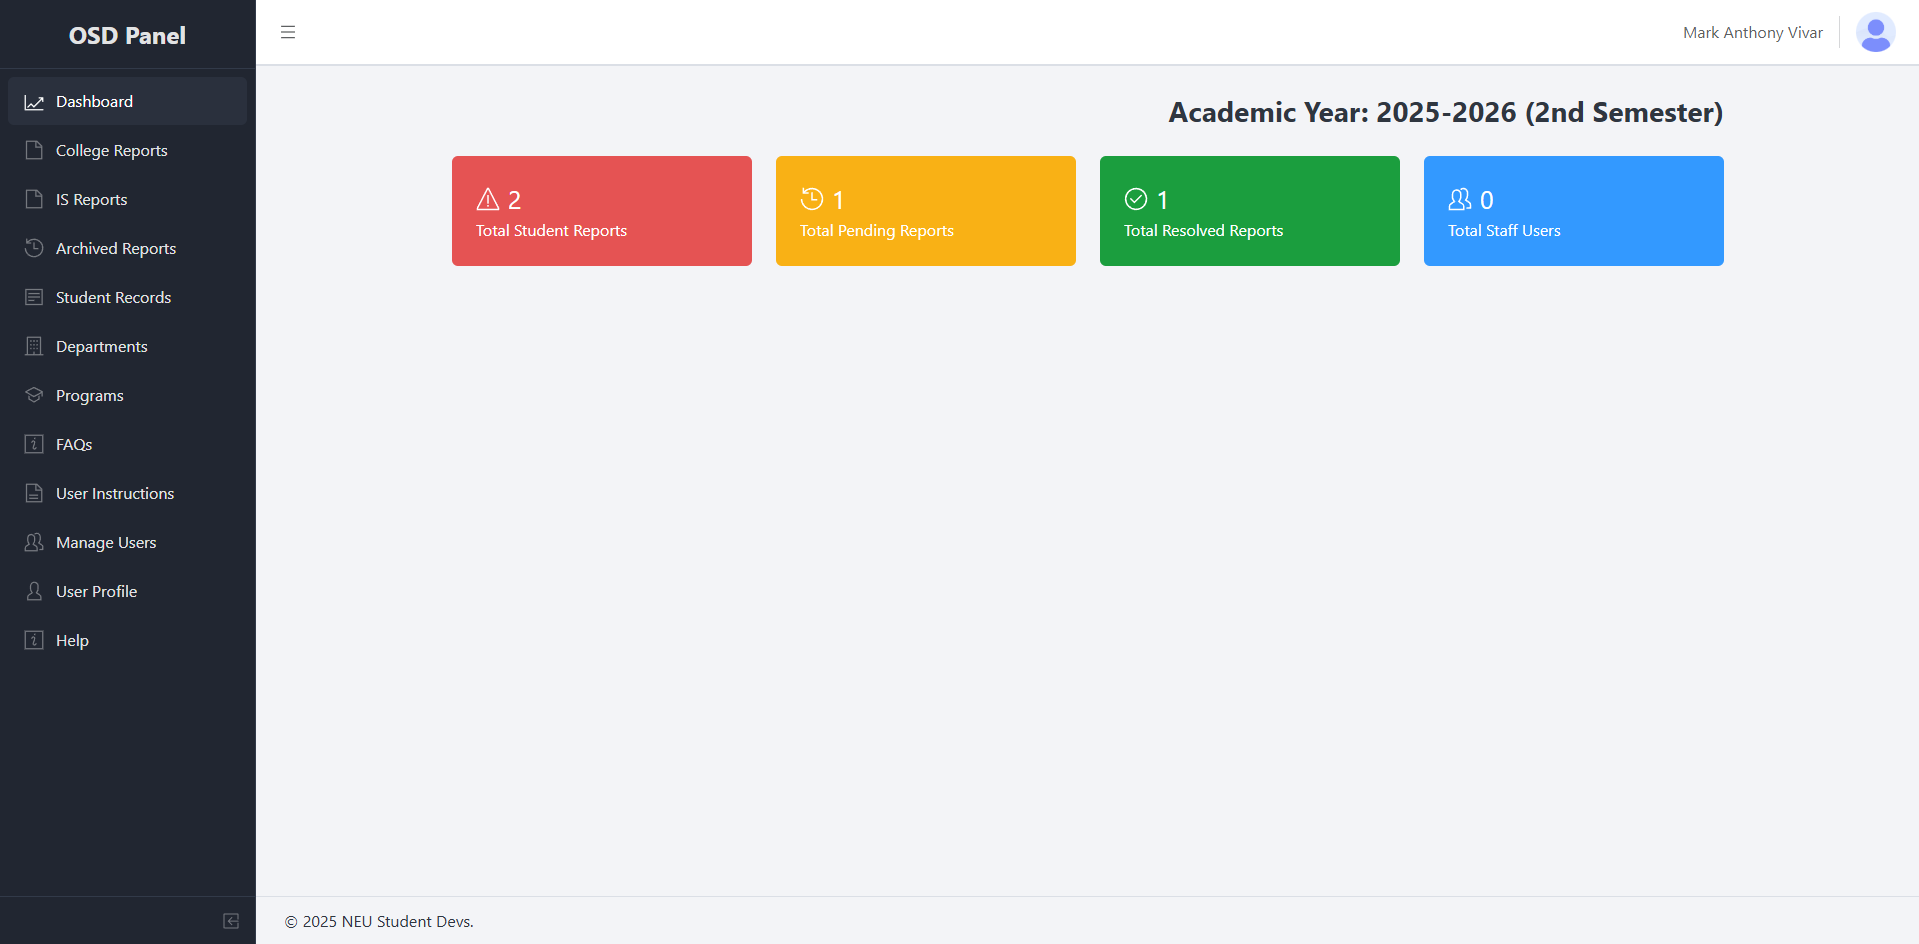 OSD Panel
Dashboard
College Reports
IS Reports
Archived Reports
Student Records
Departments
Programs
FAQs
User Instructions
Manage Users
User Profile
Help
Mark Anthony Vivar
Academic Year: 2025-2026 (2nd Semester)
2
Total Student Reports
1
Total Pending Reports
1
Total Resolved Reports
0
Total Staff Users
© 2025 NEU Student Devs.